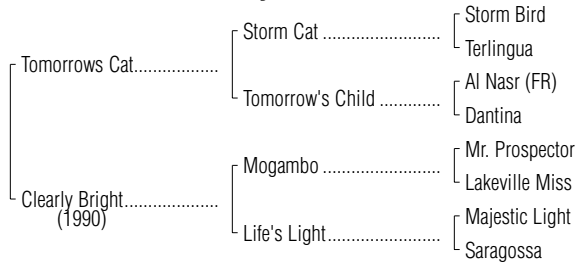 Storm Bird
Storm Cat ........................
Terlingua
Tomorrows Cat..................
Al Nasr (FR)
Tomorrow's Child .............
Dantina
Mr. Prospector
Mogambo ........................
Lakeville Miss
Clearly Bright....................
(1990)
Majestic Light
Life's Light.......................
Saragossa